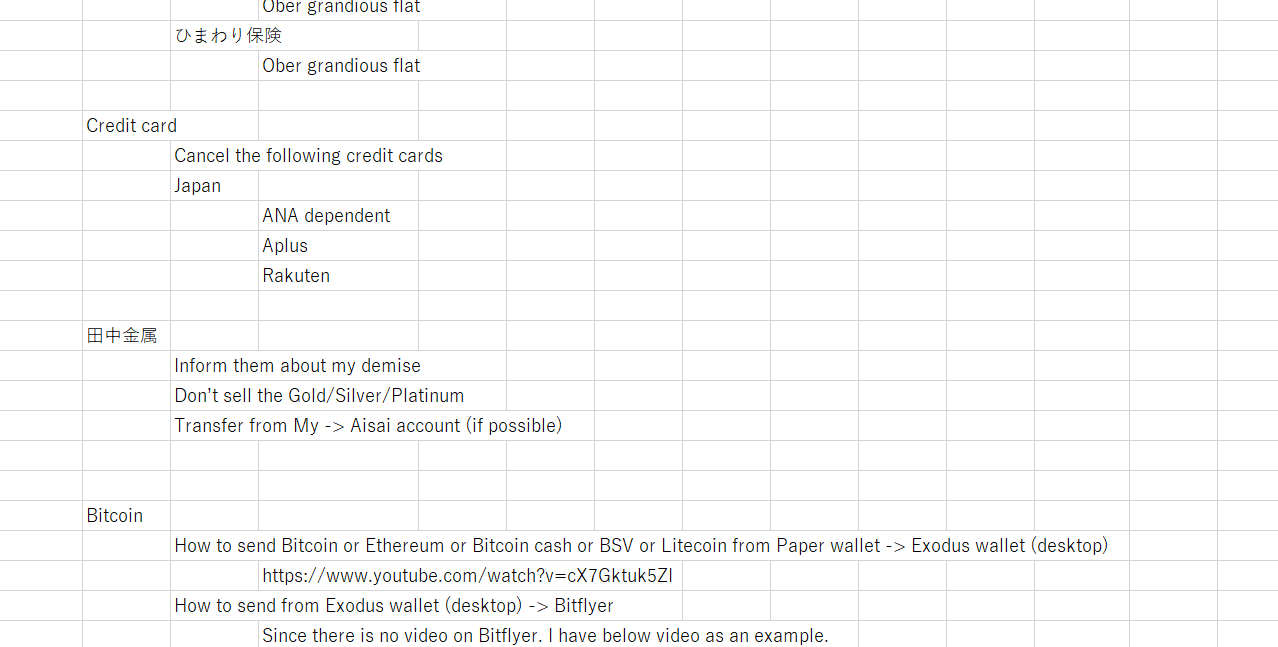 Ober grandious flat
ひまわり保険
Ober grandious flat
Credit card
Cancel the following credit cards
Japan
ANA dependent
Aplus
Rakuten
田中金属
Inform them about my demise
Don't sell the Gold/Silver/Platinum
Transfer from My -> Aisai account (if possible)
Bitcoin
How to send Bitcoin or Ethereum or Bitcoin cash or BSV or Litecoin from Paper wallet -> Exodus wallet (desktop)
https://www.youtube.com/watch?v=cX7Gktuk5ZI
How to send from Exodus wallet (desktop) -> Bitflyer
Since there is no video on Bitflyer. I have below video as an example.